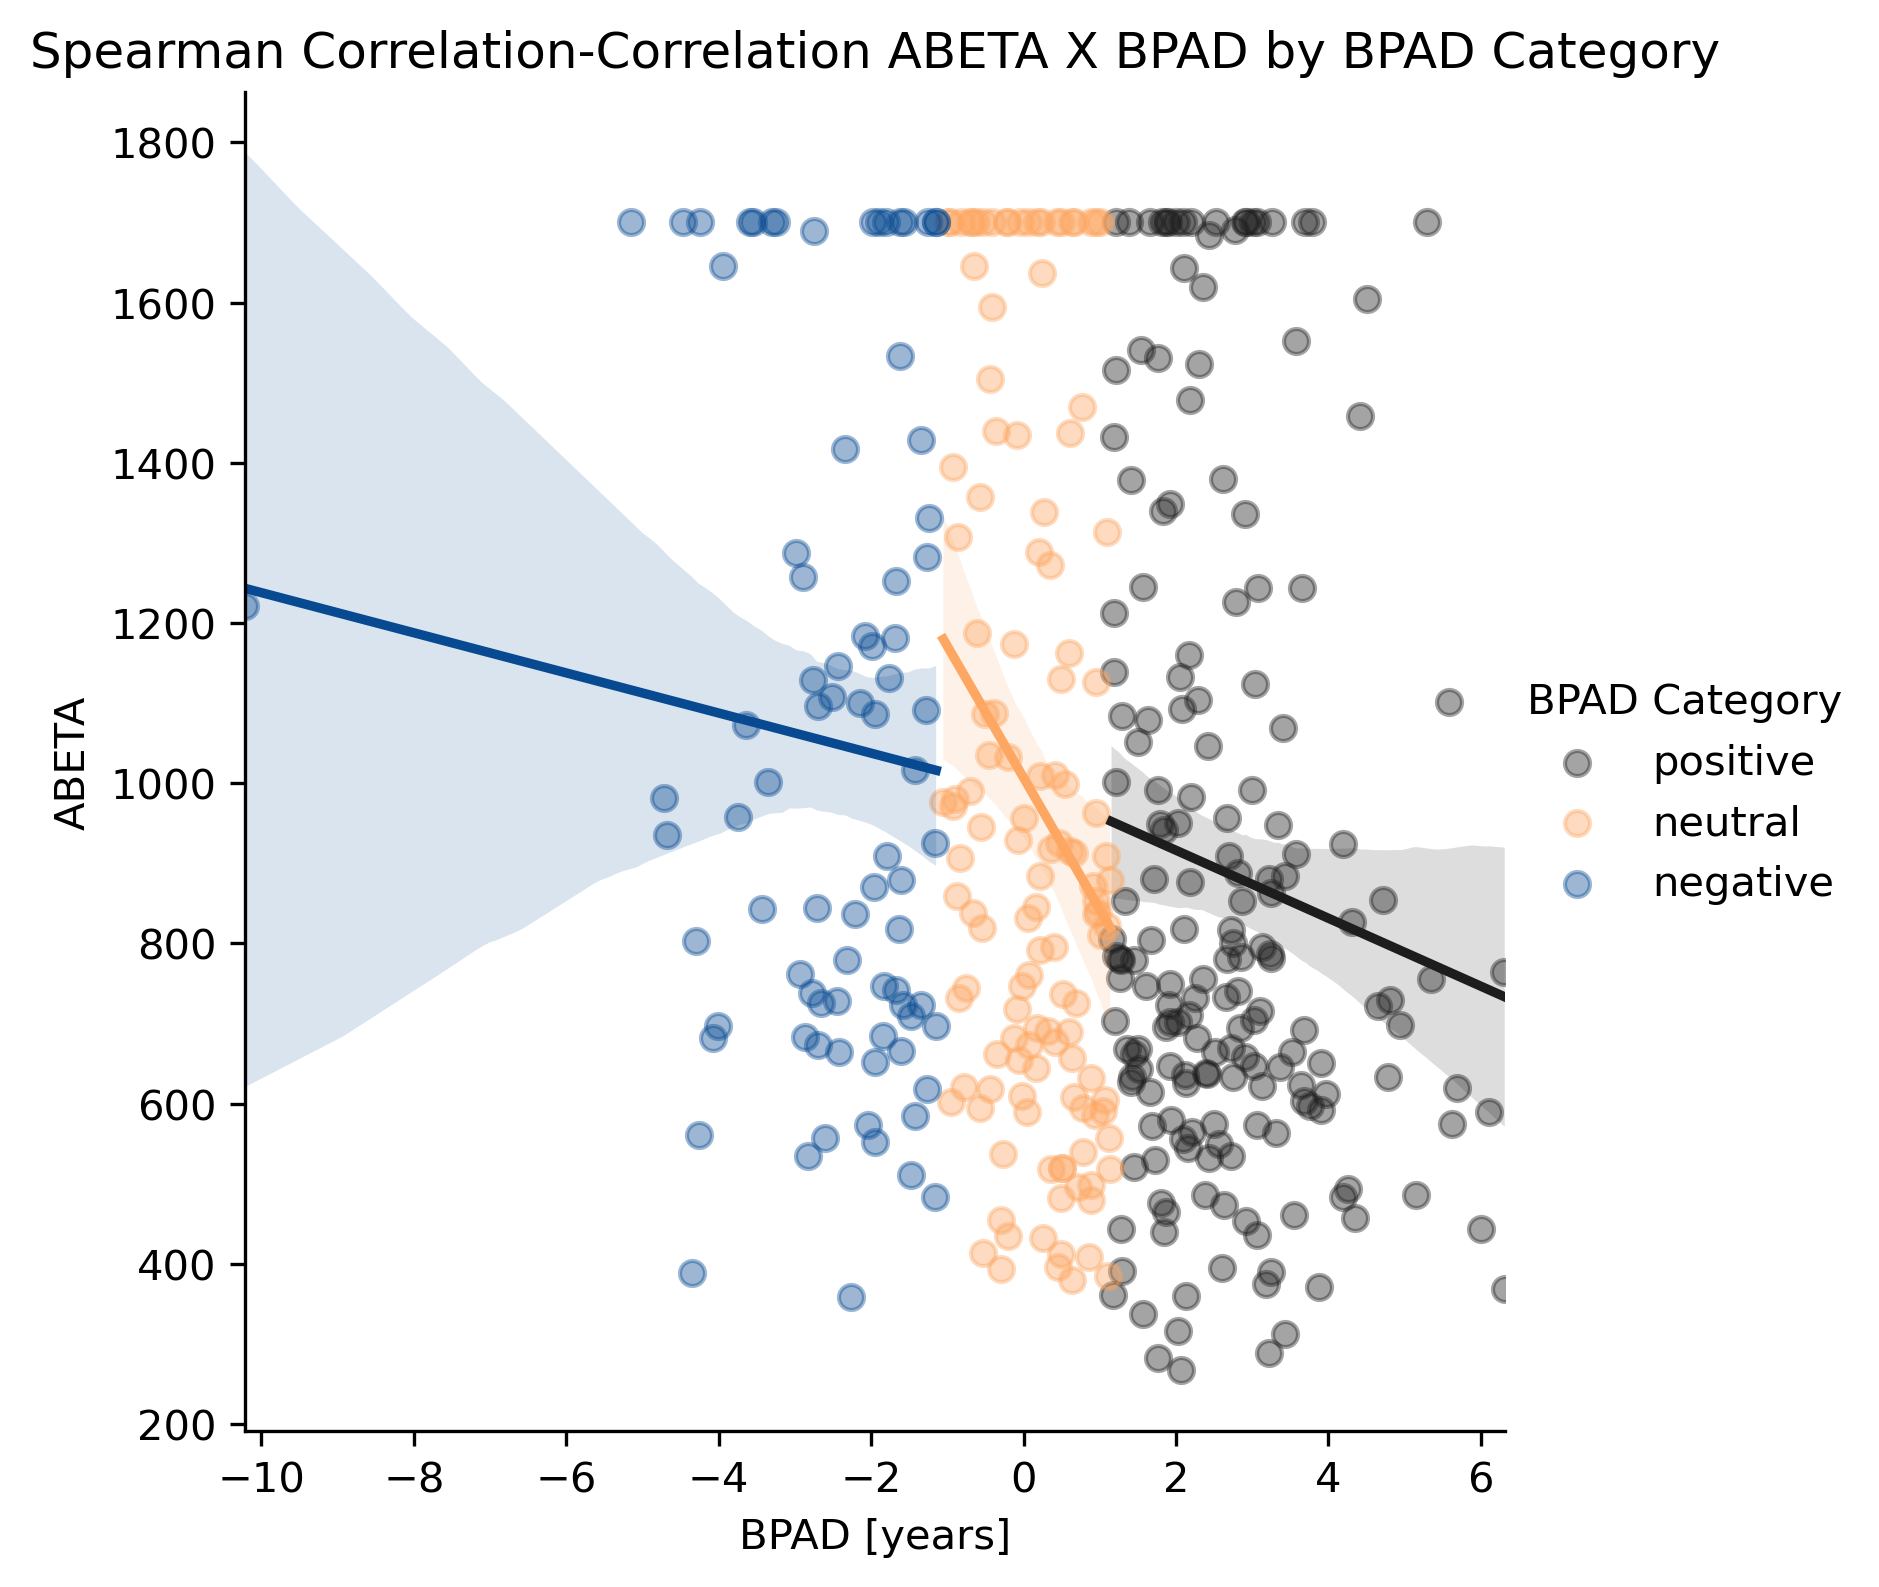 Spearman Correlation-Correlation ABETA X BPAD by BPAD Category
1800
1600
1400
1200
1000
800
600
400
200
ABETA
−10
−8
−6
−4
−2
0
2
4
6
BPAD [years]
BPAD Category
positive
neutral
negative